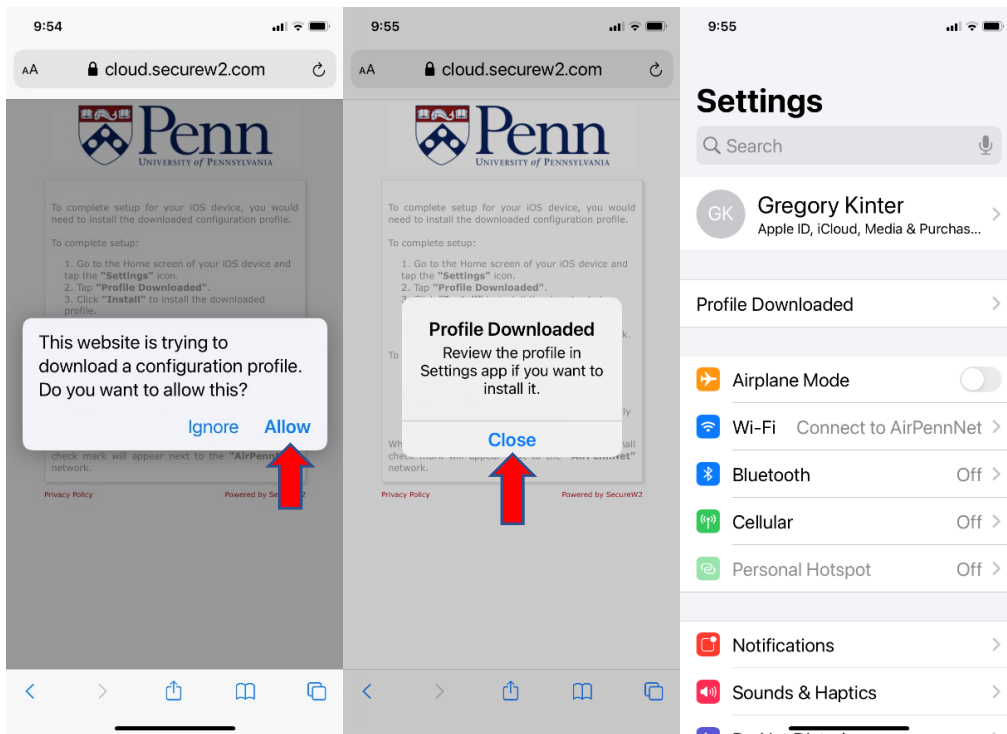 9:54
AA cloud.securew2.com
Penn
UNIVERSITY of PENNSYLVANIA
To complete setup for your iOS device, you would
need to install the downloaded configuration profile.
To complete setup:
1. Go to the Home screen of your iOS device and
tap the "Settings" icon.
2. Tap "Profile Downloaded".
3. Click "Install" to install the downloaded
profile.
This website is trying to
download a configuration profile.
Do you want to allow this?
Ignore Allow
check mark will appear next to the
network.
Privacy Policy Powered by
9:55
AA cloud.securew2.com
Penn
UNIVERSITY of PENNSYLVANIA
To complete setup for your iOS device, you would
need to install the downloaded configuration profile.
To complete setup:
1. Go to the Home screen of your iOS device and
tap the "Settings" icon.
2. Tap "Profile Downloaded".
Profile Downloaded
Review the profile in
Settings app if you want to
install it.
Close
To
check mark will appear next to the
network.
Privacy Policy Powered by SecureW2
9:55
Settings
Search
GK
Gregory Kinter
Apple ID, iCloud, Media & Purchas...
Profile Downloaded
Airplane Mode
Wi-Fi Connect to AirPennNet
Bluetooth Off
Cellular Off
Personal Hotspot Off
Notifications
Sounds & Haptics